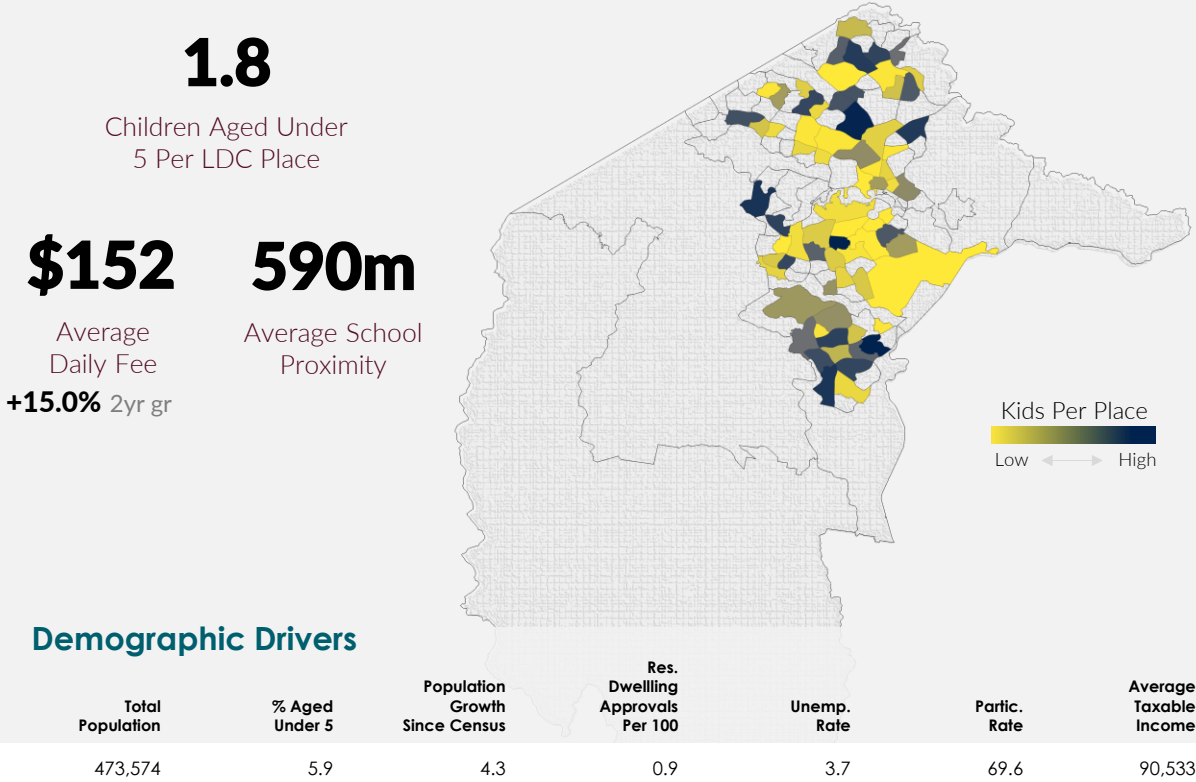 1.8
Children Aged Under
5 Per LDC Place
$152
Average
Daily Fee
+15.0% 2yr gr
590m
Average School
Proximity
Kids Per Place
Low High
Demographic Drivers
Total
Population
% Aged
Under 5
Population
Growth
Since Census
Res.
Dwellling
Approvals
Per 100
Unemp.
Rate
Partic.
Rate
Average
Taxable
Income
473,574 5.9 4.3 0.9 3.7 69.6 90,533